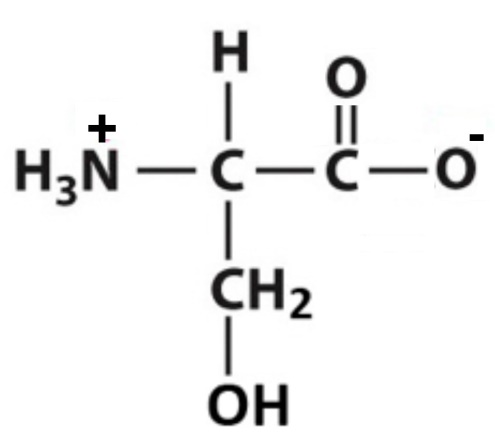 H
O
+
-
H₃N — C — C — O
CH₂
OH